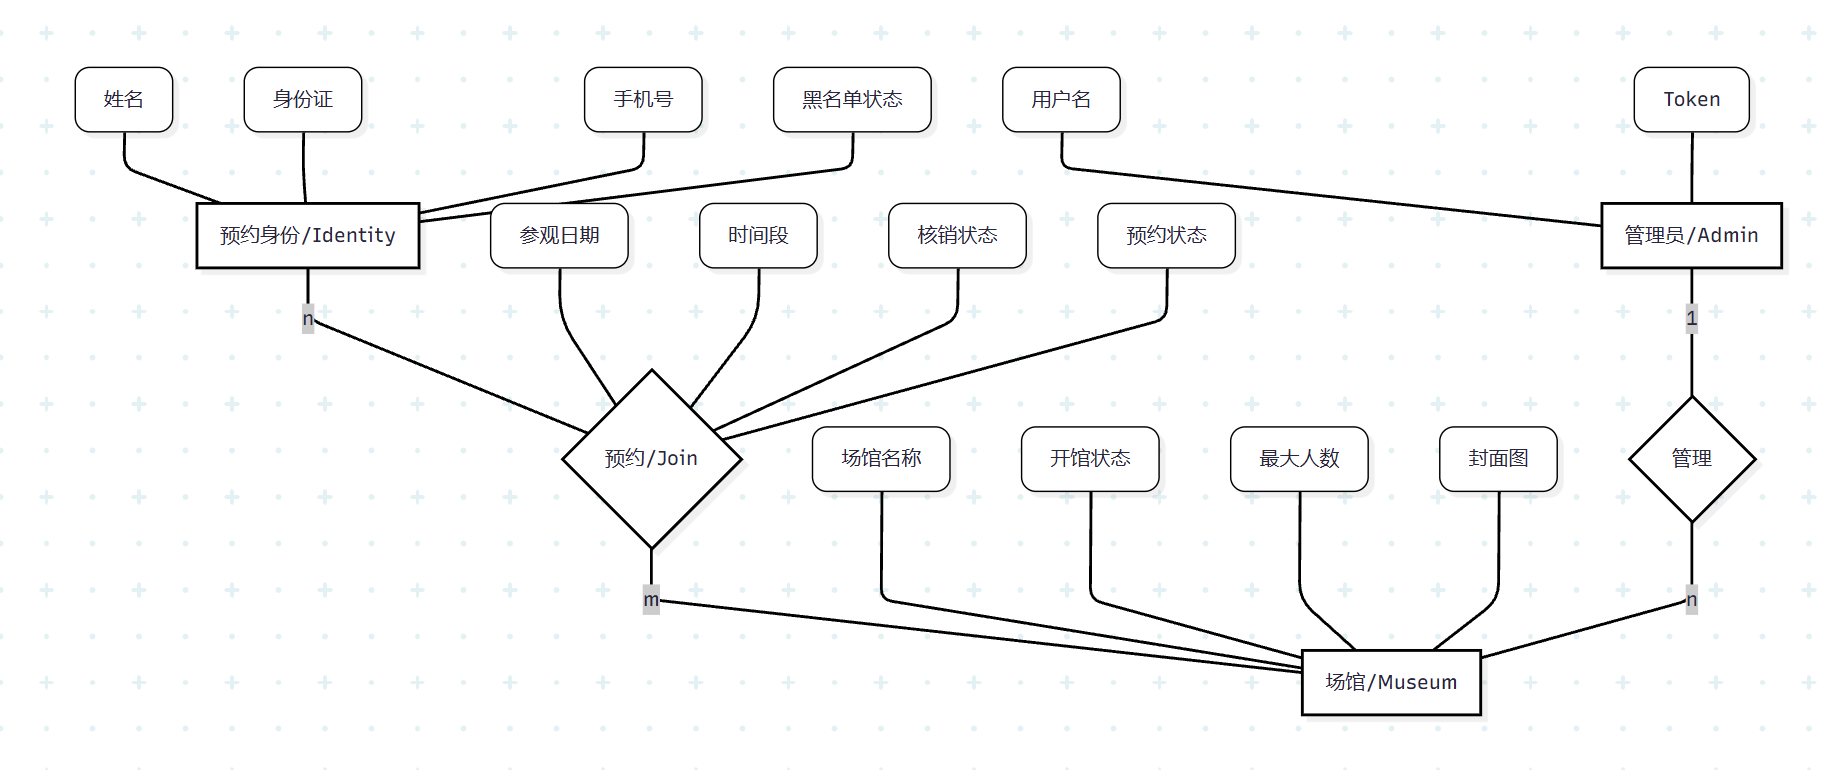 姓名
身份证
手机号
黑名单状态
用户名
Token
预约身份/Identity
参观日期
时间段
核销状态
预约状态
管理员/Admin
n
1
预约/Join
场馆名称
开馆状态
最大人数
封面图
管理
m
n
场馆/Museum